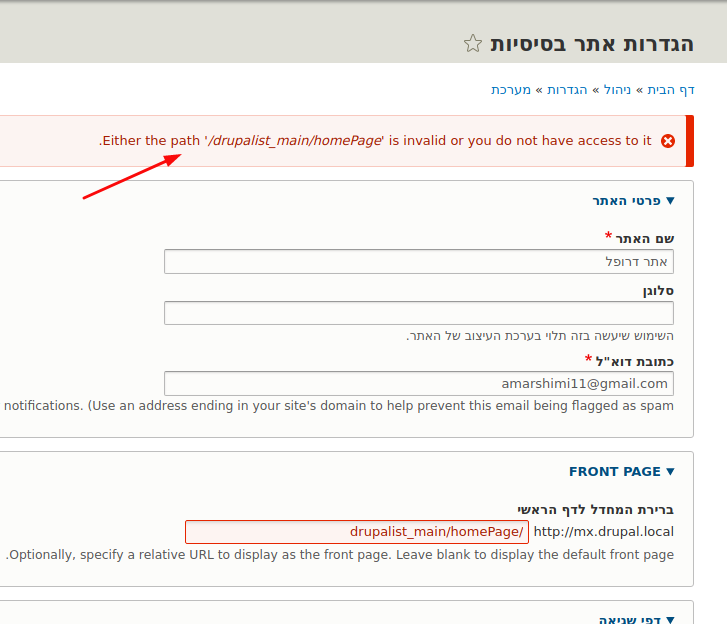 הגדרות אתר בסיסיות
דף הבית » ניהול » הגדרות » מערכת
Either the path '/drupalist_main/homePage' is invalid or you do not have access to it.
פרטי האתר
שם האתר *
אתר דרופל
סלוגן
השימוש שיעשה בזה תלוי בערכת העיצוב של האתר.
כתובת דוא"ל *
amarshimi11@gmail.com
notifications. (Use an address ending in your site's domain to help prevent this email being flagged as spam
FRONT PAGE
ברירת המחדל לדף הראשי
http://mx.drupal.local /drupalist_main/homePage
Optionally, specify a relative URL to display as the front page. Leave blank to display the default front page.
דפי שגיאה